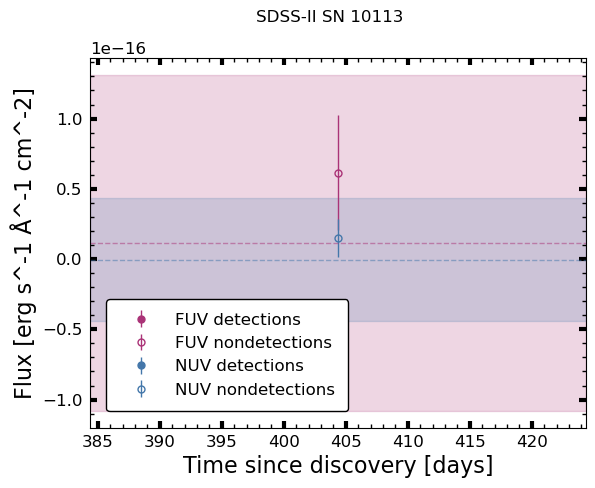 SDSS-II SN 10113
1e−16
1.0
0.5
0.0
−0.5
−1.0
Flux [erg s^-1 Å^-1 cm^-2]
FUV detections
FUV nondetections
NUV detections
NUV nondetections
385 390 395 400 405 410 415 420
Time since discovery [days]